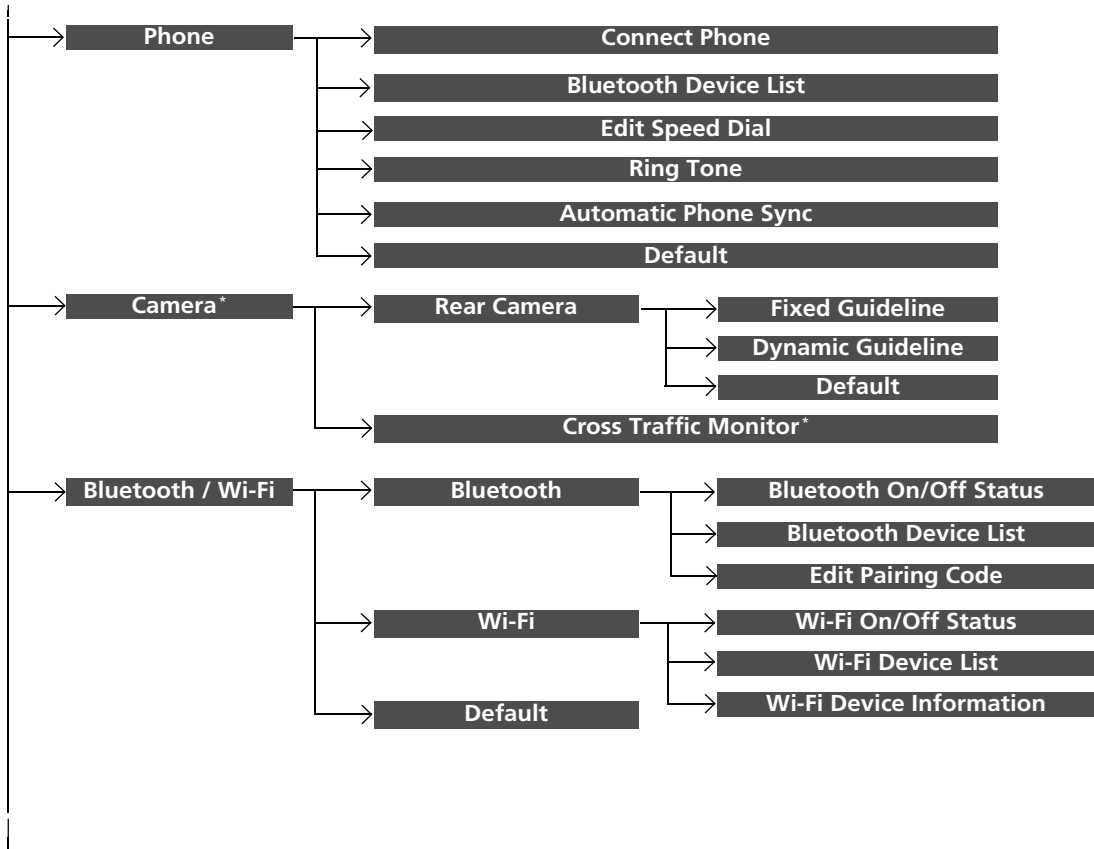 Phone
Connect Phone
Bluetooth Device List
Edit Speed Dial
Ring Tone
Automatic Phone Sync
Default
Camera*
Rear Camera
Fixed Guideline
Dynamic Guideline
Default
Cross Traffic Monitor*
Bluetooth / Wi-Fi
Bluetooth
Bluetooth On/Off Status
Bluetooth Device List
Edit Pairing Code
Wi-Fi
Wi-Fi On/Off Status
Wi-Fi Device List
Wi-Fi Device Information
Default